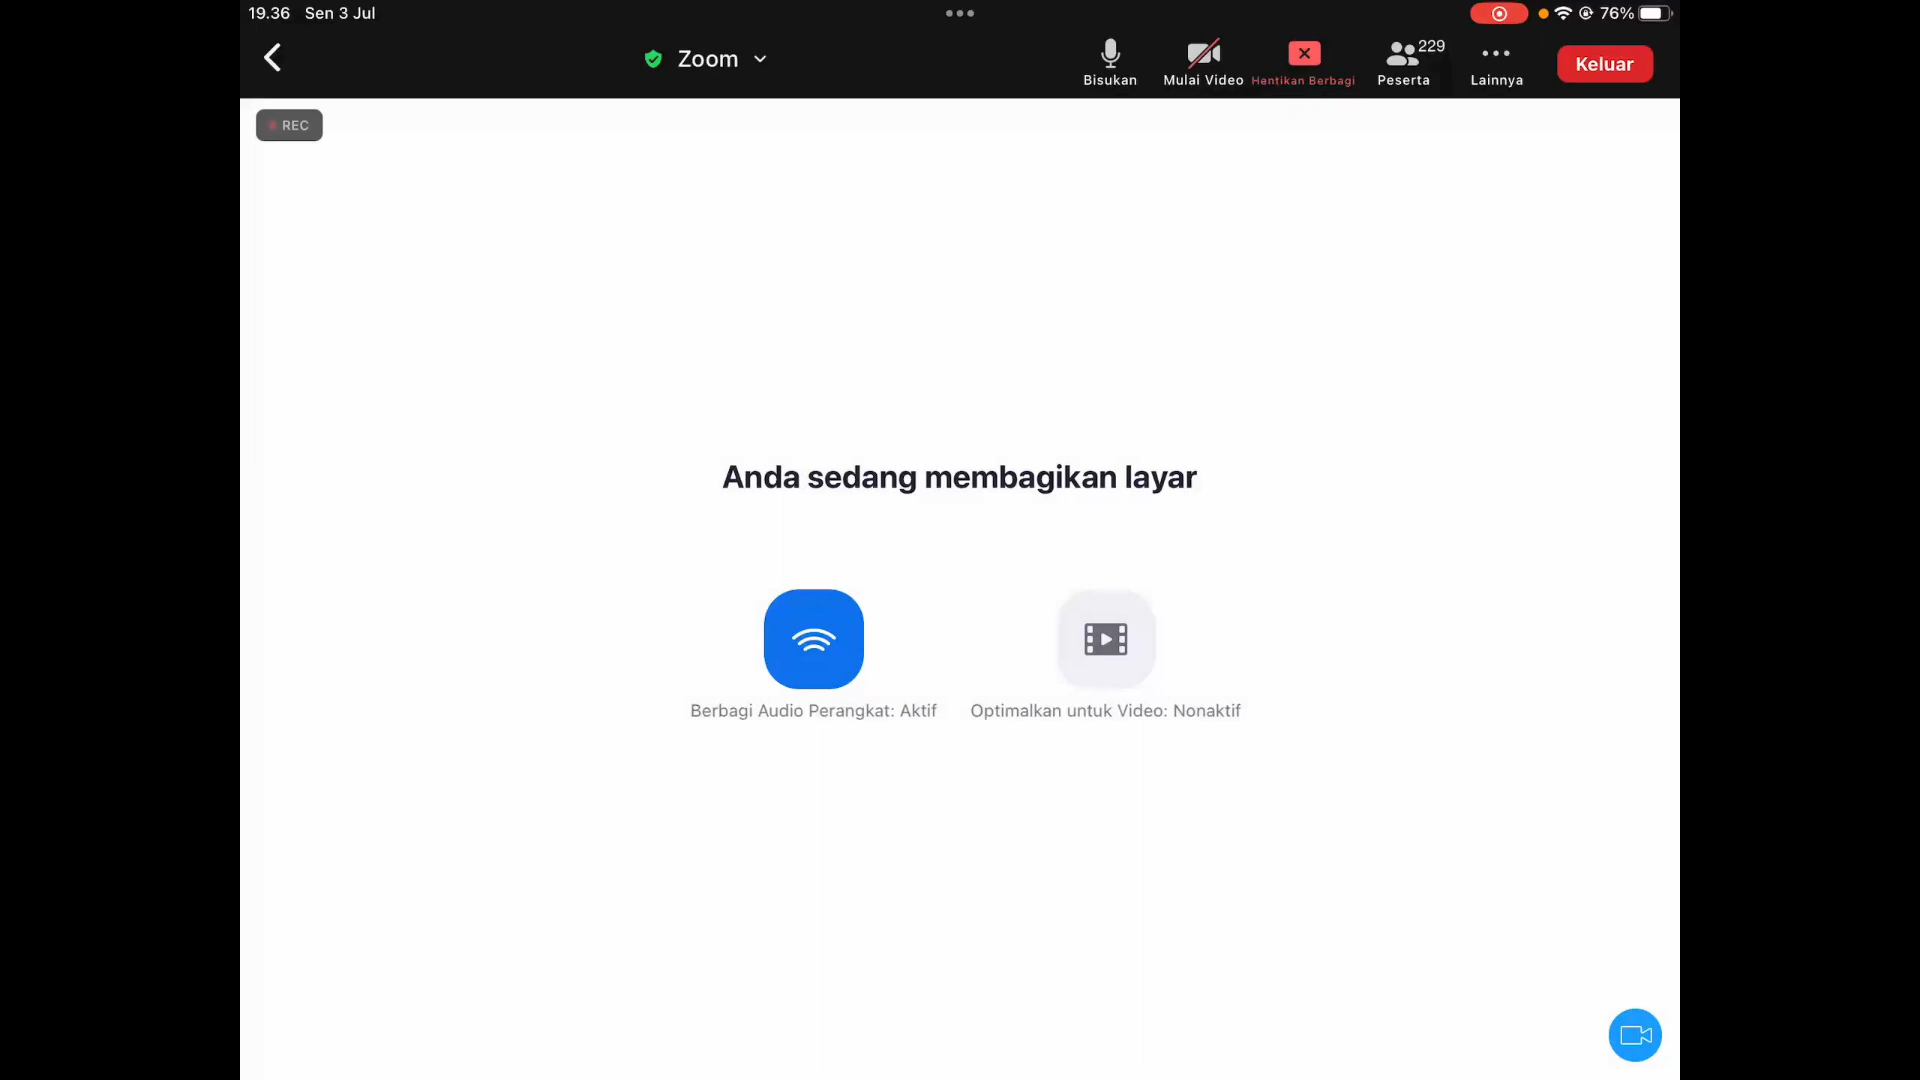 19.36 Sen 3 Jul
76%
Zoom
229
Bisukan
Mulai Video
Hentikan Berbagi
Peserta
Lainnya
Keluar
REC
Anda sedang membagikan layar
Berbagi Audio Perangkat: Aktif
Optimalkan untuk Video: Nonaktif